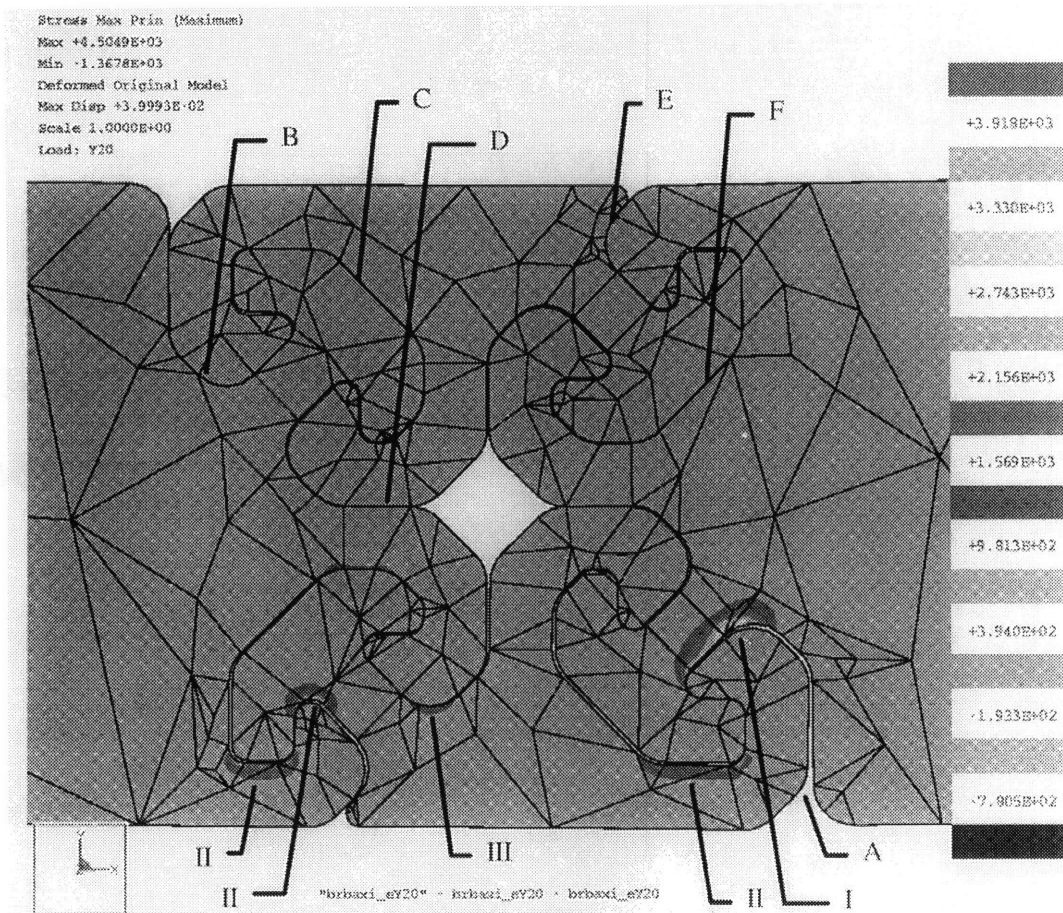 Stress Max Prin (Maximum)
Max +4.5049E+03
Min -1.3678E+03
Deformed Original Model
Max Disp +3.9993E-02
Scale 1.0000E+00
Load: Y20
B
C
D
E
F
+3.918E+03
+3.330E+03
+2.743E+03
+2.156E+03
+1.569E+03
+9.813E+02
+3.940E+02
-1.933E+02
-7.805E+02
Y
X
II
II
III
II
I
A
"brbaxi_eY20" - brbaxi_eY20 - brbaxi_eY20